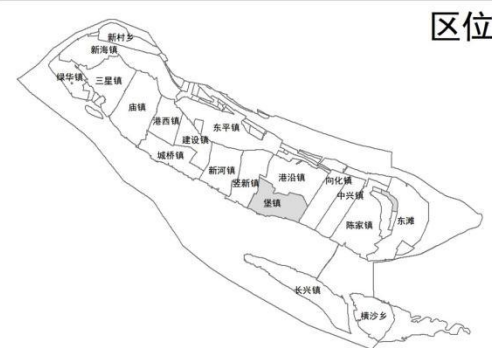 区位
新村乡
新海镇
绿华镇
三星镇
庙镇
港西镇
东平镇
建设镇
城桥镇
新河镇
竖新镇
港沿镇
向化镇
中兴镇
堡镇
陈家镇
东滩
长兴镇
横沙乡